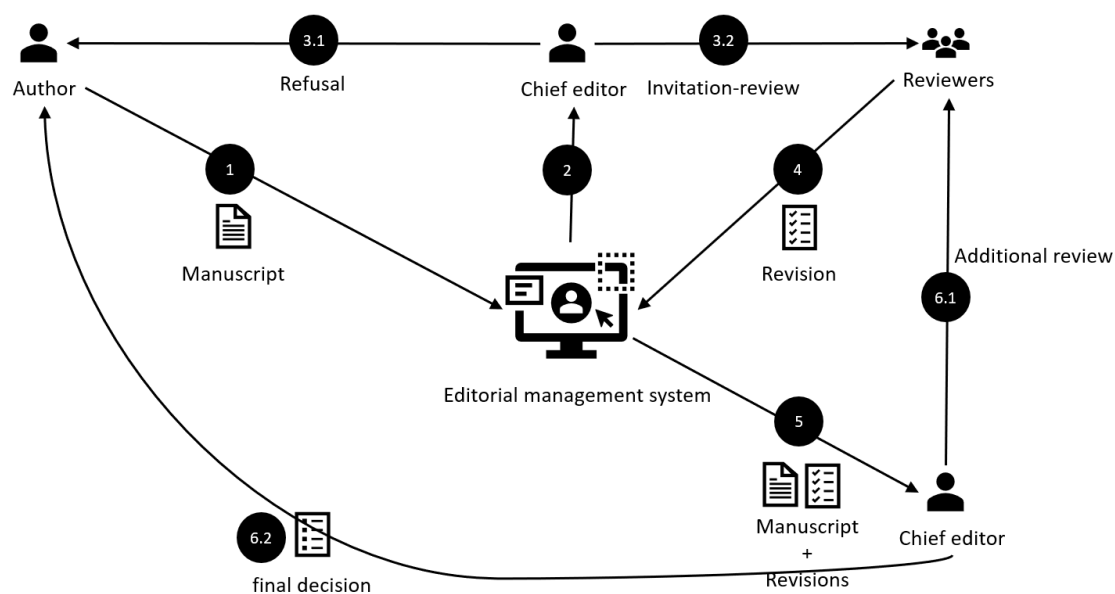 3.1
3.2
Author
Refusal
Chief editor
Invitation-review
Reviewers
1
2
4
Manuscript
Revision
Additional review
6.1
Editorial management system
5
Manuscript
+
Revisions
Chief editor
6.2
final decision